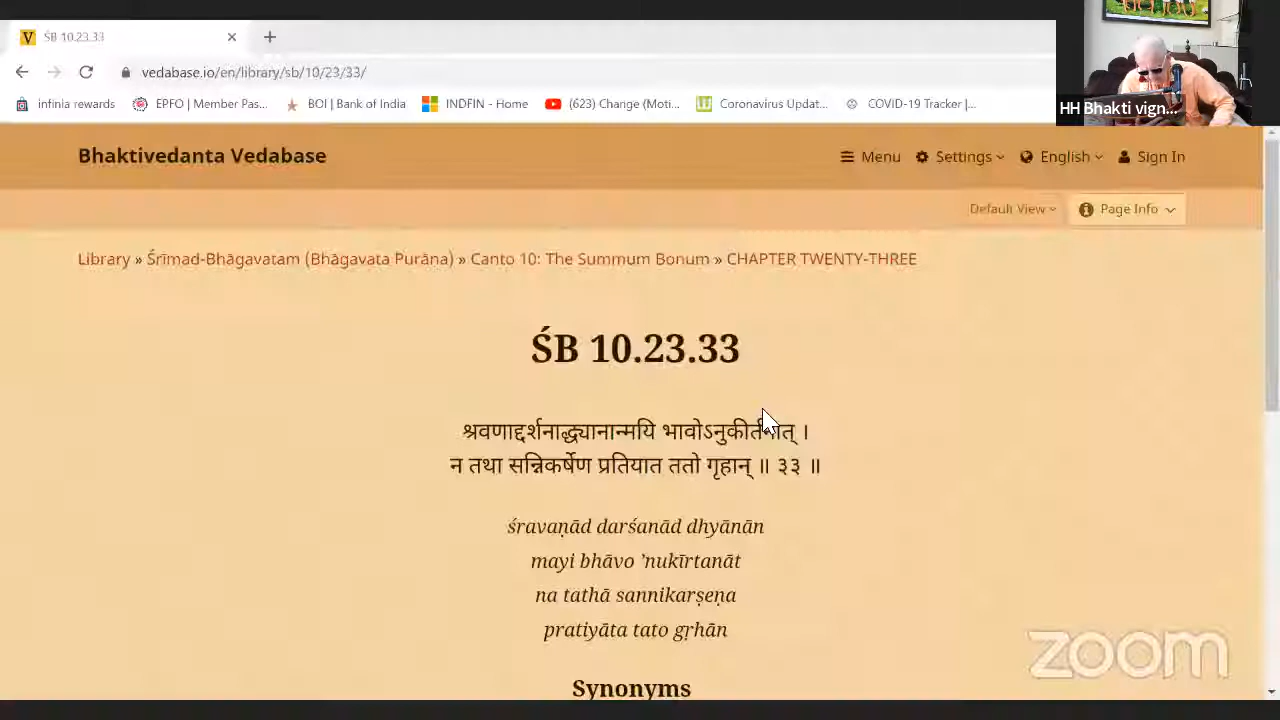 ŚB 10.23.33
vedabase.io/en/library/sb/10/23/33/
infinia rewards EPFO | Member Pas... BOI | Bank of India INDFIN - Home (623) Change (Moti... Coronavirus Updat... COVID-19 Tracker |...
HH Bhakti vign...
Bhaktivedanta Vedabase Menu Settings English Sign In
Default View Page Info
Library » Śrīmad-Bhāgavatam (Bhāgavata Purāṇa) » Canto 10: The Summum Bonum » CHAPTER TWENTY-THREE
ŚB 10.23.33
श्रवणाद्दर्शनाद्ध्यानान्मयि भावोऽनुकीर्तनात् ।
न तथा सन्निकर्षेण प्रतियात ततो गृहान् ॥ ३३ ॥
śravaṇād darśanād dhyānān
mayi bhāvo ’nukīrtanāt
na tathā sannikarṣeṇa
pratiyāta tato gṛhān
Synonyms
zoom